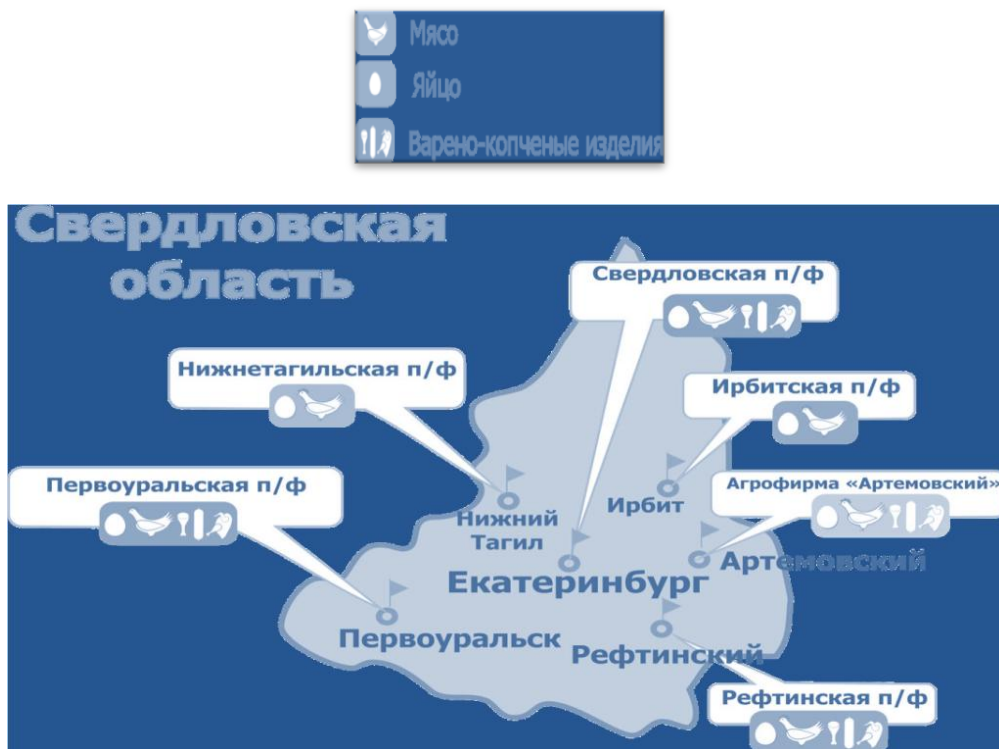 Мясо
Яйцо
Варено-копченые изделия
Свердловская
область
Свердловская п/ф
Нижнетагильская п/ф
Ирбитская п/ф
Первоуральская п/ф
Агрофирма «Артемовский»
Нижний
Тагил
Ирбит
Артемовский
Екатеринбург
Первоуральск
Рефтинский
Рефтинская п/ф